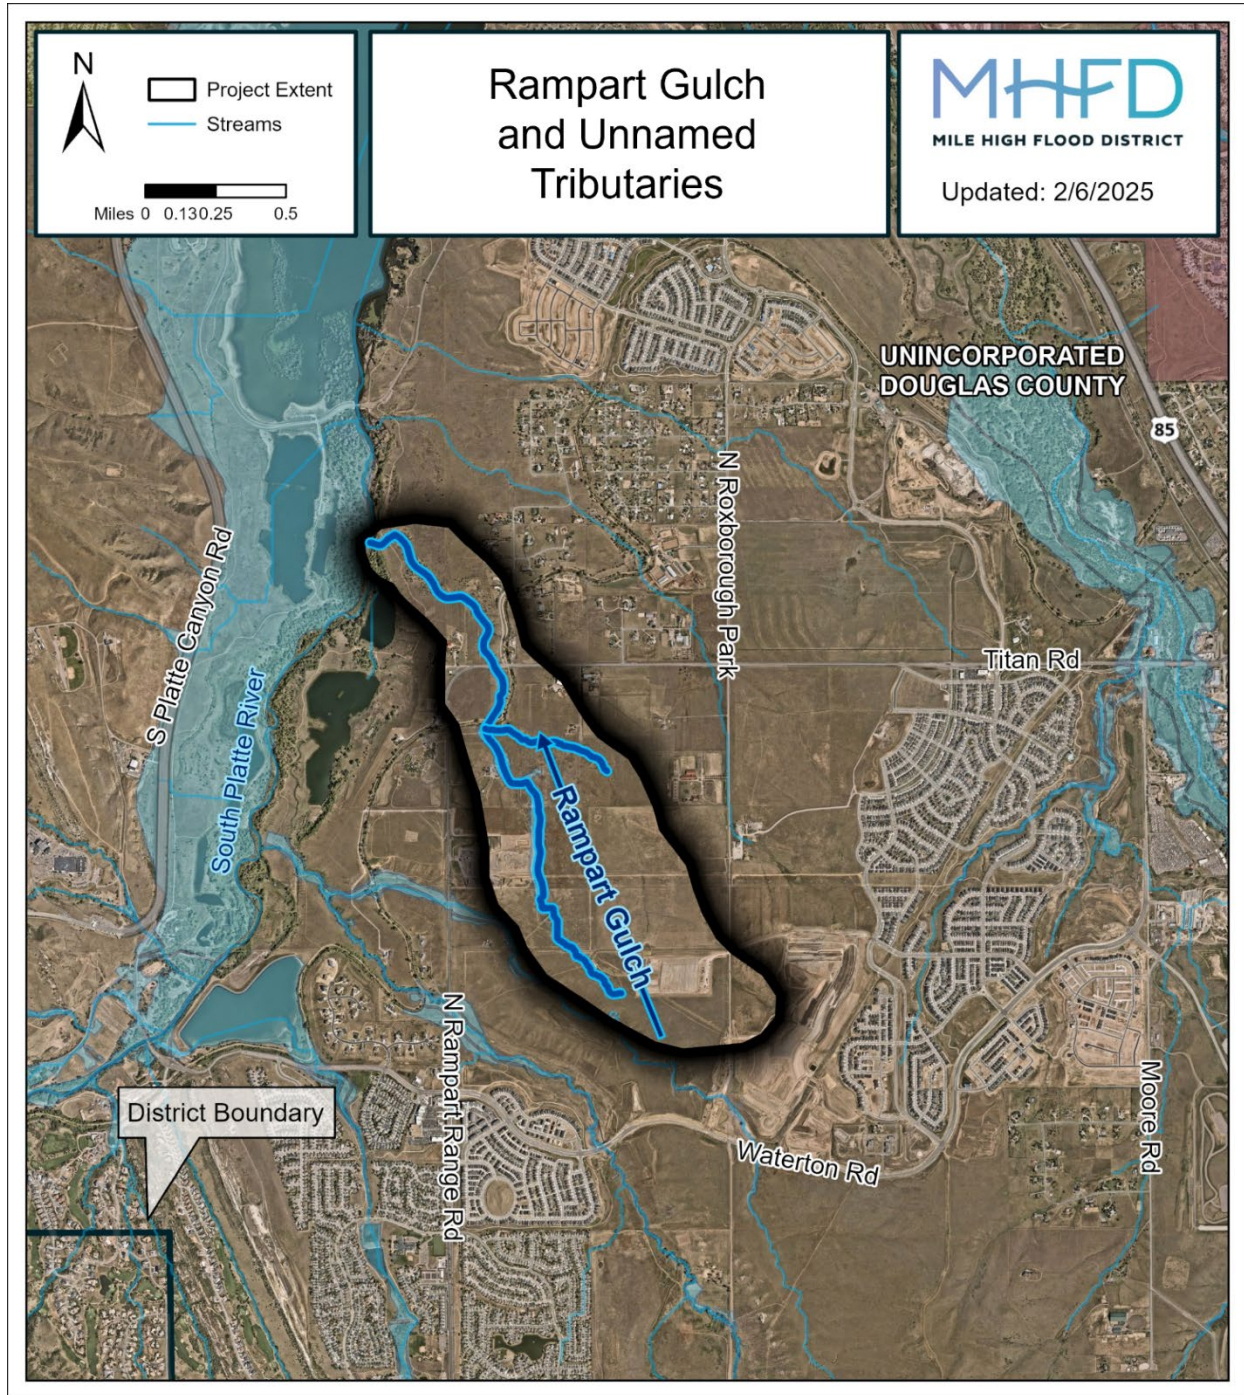 N
Project Extent
Streams
Miles 0 0.13 0.25 0.5
Rampart Gulch
and Unnamed
Tributaries
MHFD
MILE HIGH FLOOD DISTRICT
Updated: 2/6/2025
UNINCORPORATED
DOUGLAS COUNTY
85
N Roxborough Park
S Platte Canyon Rd
South Platte River
Titan Rd
Rampart Gulch
N Rampart Range Rd
District Boundary
Waterton Rd
Moore Rd